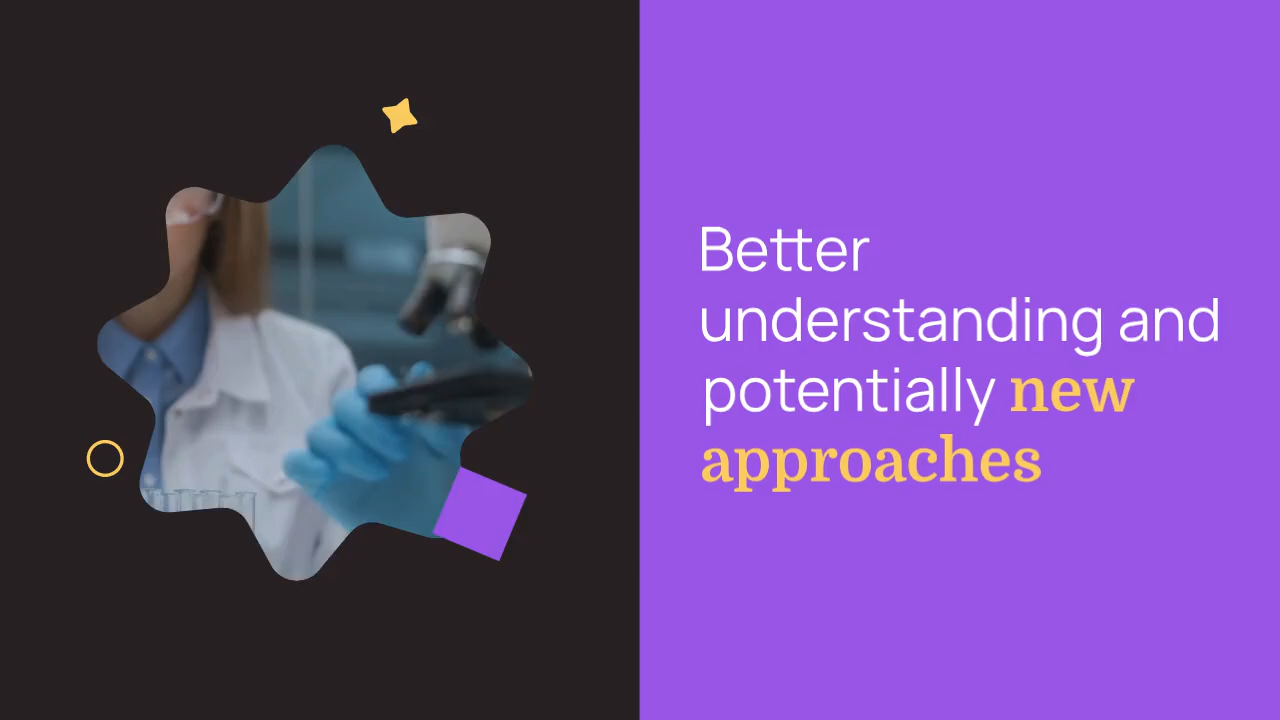 Better
understanding and
potentially new
approaches